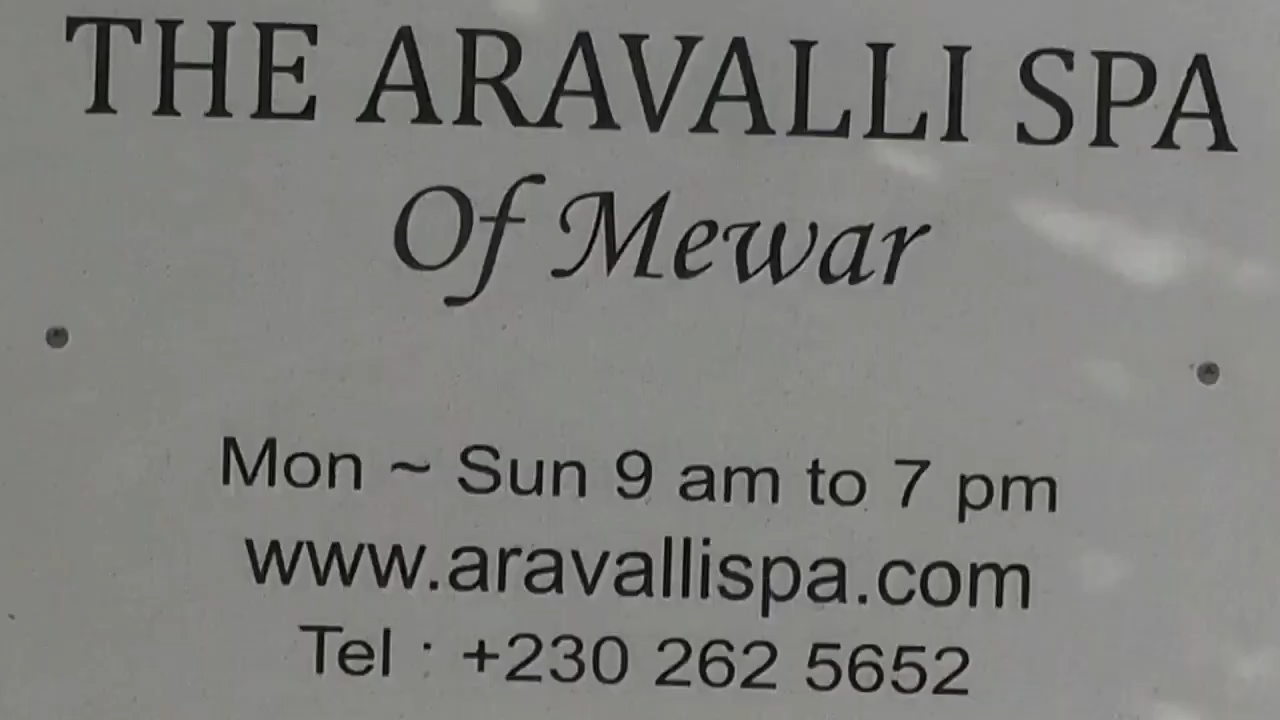 THE ARAVALLI SPA
Of Mewar
Mon ~ Sun 9 am to 7 pm
www.aravallispa.com
Tel : +230 262 5652